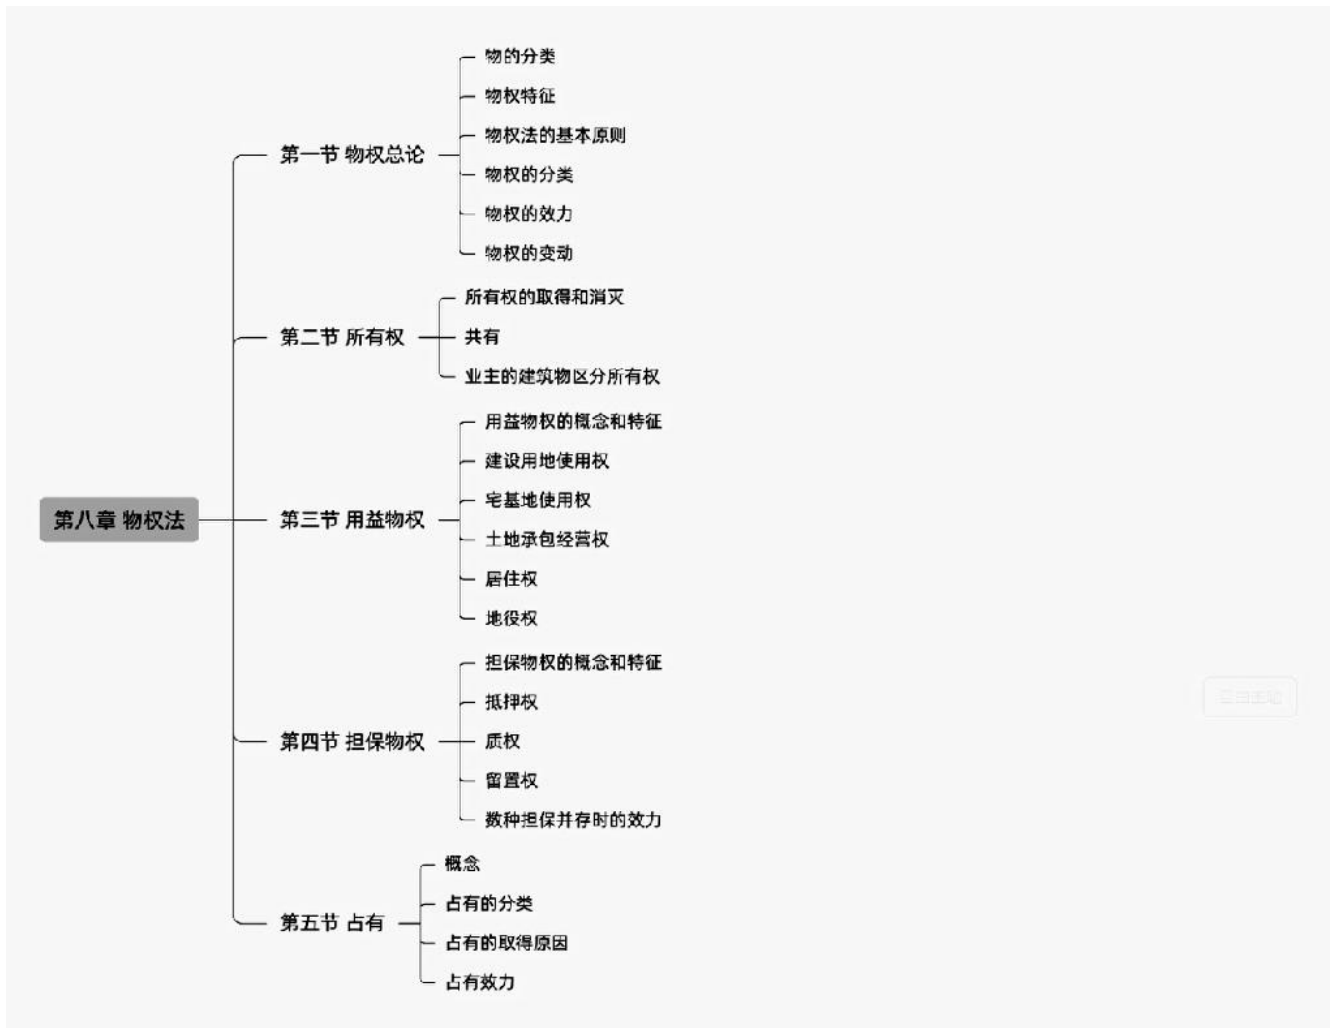 第八章 物权法
第一节 物权总论
物的分类
物权特征
物权法的基本原则
物权的分类
物权的效力
物权的变动
第二节 所有权
所有权的取得和消灭
共有
业主的建筑物区分所有权
第三节 用益物权
用益物权的概念和特征
建设用地使用权
宅基地使用权
土地承包经营权
居住权
地役权
第四节 担保物权
担保物权的概念和特征
抵押权
质权
留置权
数种担保并存时的效力
第五节 占有
概念
占有的分类
占有的取得原因
占有效力